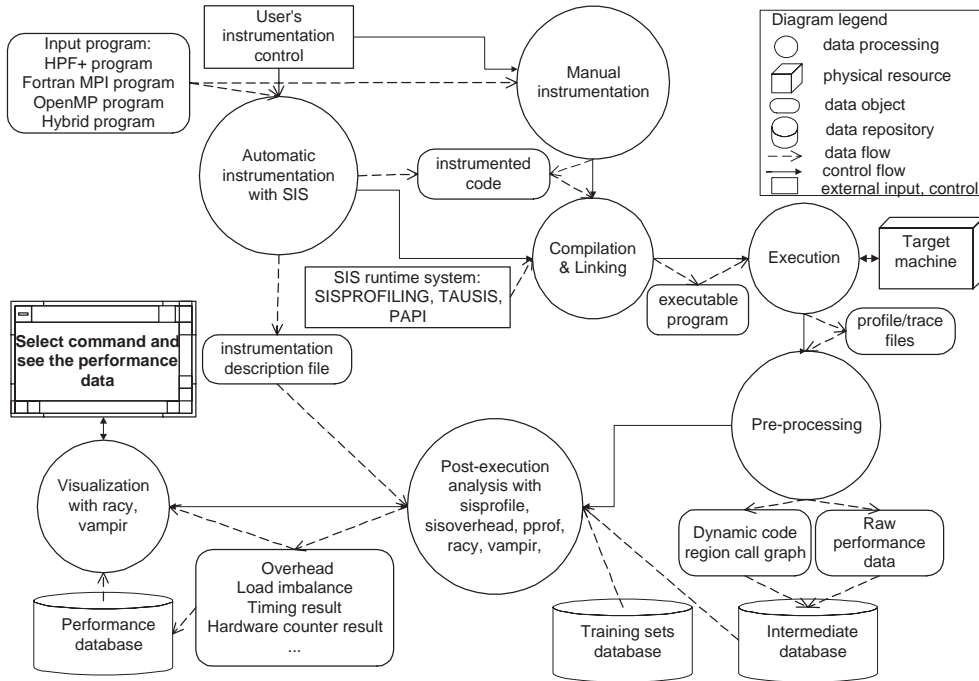 User's
instrumentation
control
Input program:
HPF+ program
Fortran MPI program
OpenMP program
Hybrid program
Manual
instrumentation
Diagram legend
data processing
physical resource
data object
data repository
data flow
control flow
external input, control
Automatic
instrumentation
with SIS
instrumented
code
Compilation
& Linking
Execution
Target
machine
SIS runtime system:
SISPROFILING, TAUSIS,
PAPI
executable
program
profile/trace
files
Select command and
see the performance
data
instrumentation
description file
Pre-processing
Visualization
with racy,
vampir
Post-execution
analysis with
sisprofile,
sisoverhead, pprof,
racy, vampir,
Dynamic code
region call graph
Raw
performance
data
Overhead
Load imbalance
Timing result
Hardware counter result
...
Performance
database
Training sets
database
Intermediate
database